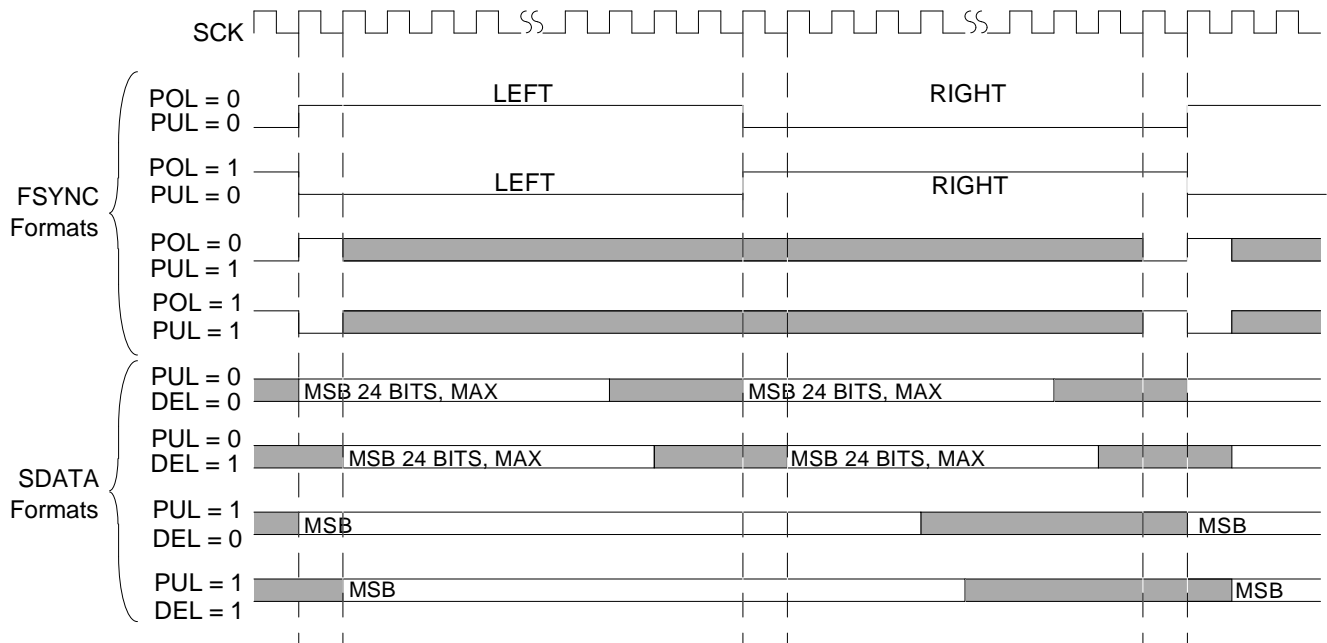 SCK
POL = 0
PUL = 0
LEFT
RIGHT
POL = 1
PUL = 0
LEFT
RIGHT
FSYNC
Formats
POL = 0
PUL = 1
POL = 1
PUL = 1
PUL = 0
DEL = 0
MSB 24 BITS, MAX
MSB 24 BITS, MAX
PUL = 0
DEL = 1
MSB 24 BITS, MAX
MSB 24 BITS, MAX
SDATA
Formats
PUL = 1
DEL = 0
MSB
MSB
PUL = 1
DEL = 1
MSB
MSB